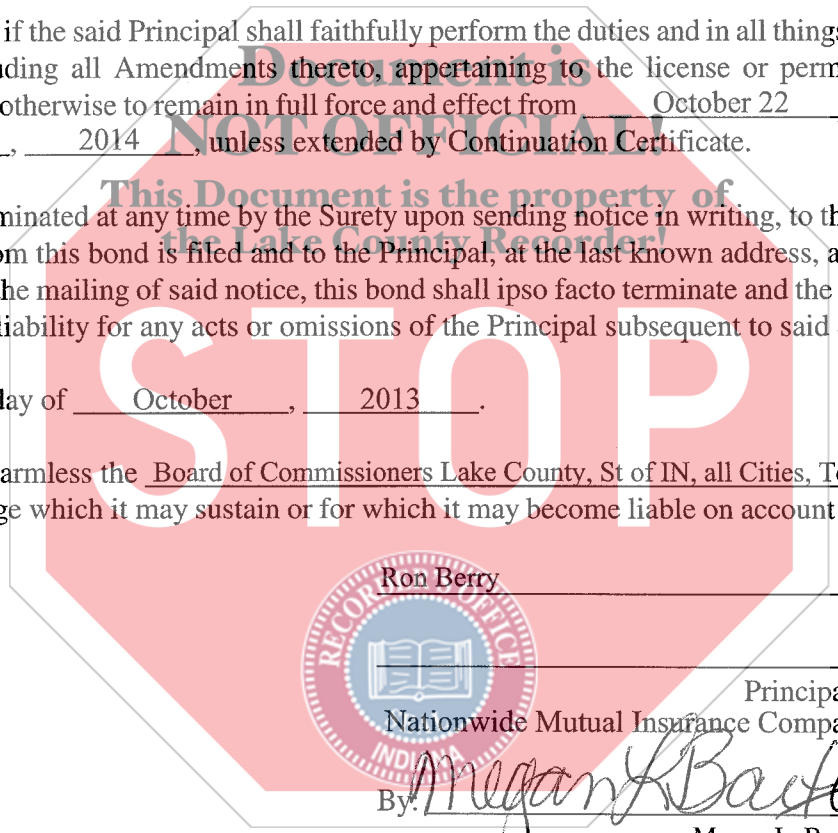 if the said Principal shall faithfully perform the duties and in all things
uding all Amendments thereto, appertaining to the license or perm
Document is
otherwise to remain in full force and effect from October 22
NOT OFFICIAL!
, 2014, unless extended by Continuation Certificate.
This Document is the property of
minated at any time by the Surety upon sending notice in writing, to th
the Lake County Recorder!
om this bond is filed and to the Principal, at the last known address, a
he mailing of said notice, this bond shall ipso facto terminate and the
liability for any acts or omissions of the Principal subsequent to said
STOP
lay of October, 2013.
armless the Board of Commissioners Lake County, St of IN, all Cities, To
ge which it may sustain or for which it may become liable on account
Ron Berry
RECORDER'S OFFICE
INDIANA
Principa
Nationwide Mutual Insurance Compa
By: Megan L